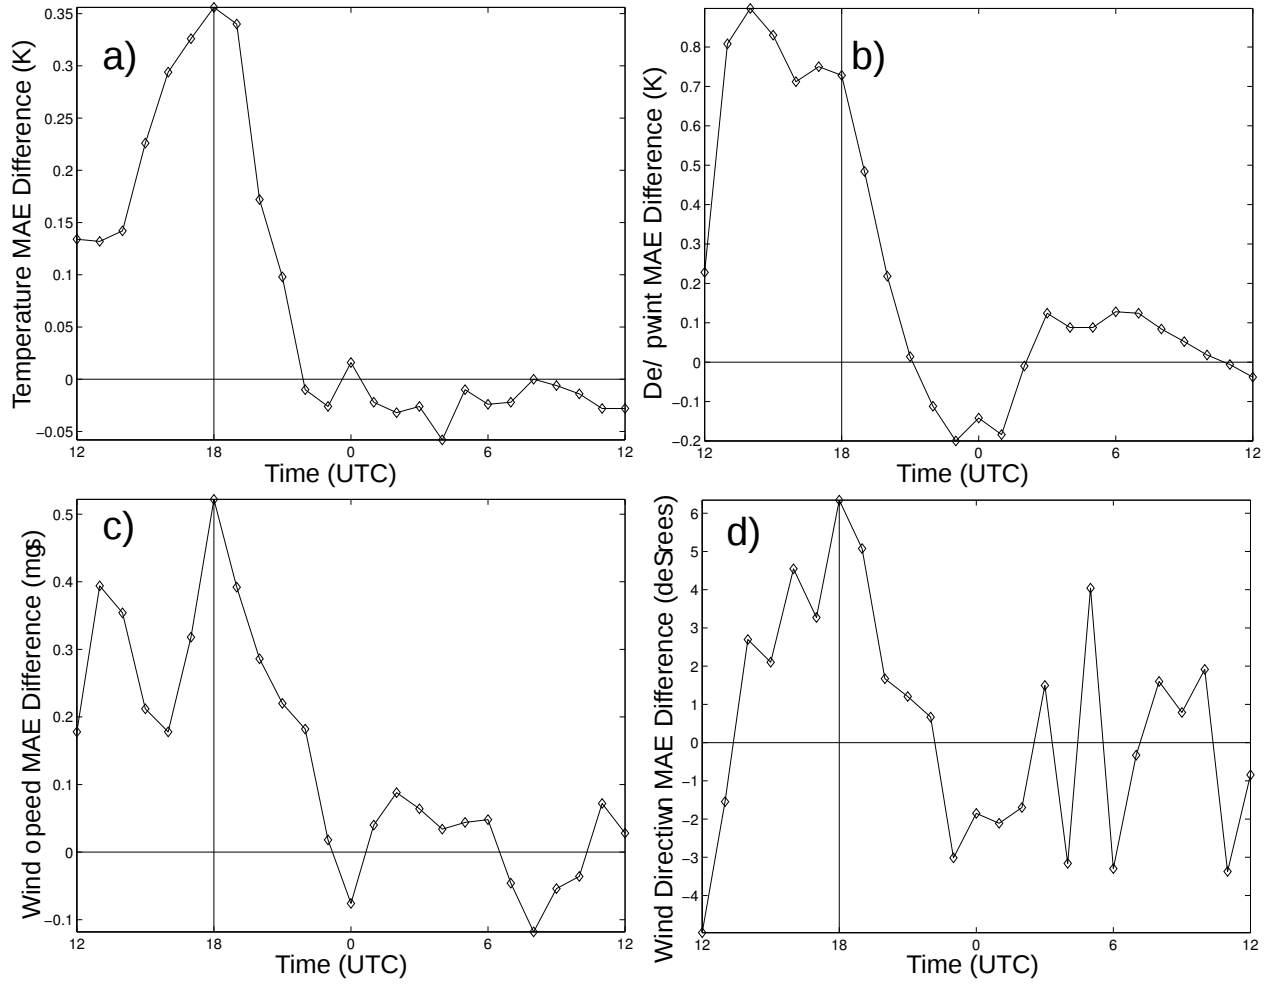 a)
Temperature MAE Difference (K)
0.35
0.3
0.25
0.2
0.15
0.1
0.05
0
−0.05
12 18 0 6 12
Time (UTC)
b)
De/ pwint MAE Difference (K)
0.8
0.7
0.6
0.5
0.4
0.3
0.2
0.1
0
−0.1
−0.2
12 18 0 6 12
Time (UTC)
c)
Wind opeed MAE Difference (mgs)
0.5
0.4
0.3
0.2
0.1
0
−0.1
12 18 0 6 12
Time (UTC)
d)
Wind Directiwn MAE Difference (deSrees)
6
5
4
3
2
1
0
−1
−2
−3
−4
12 18 0 6 12
Time (UTC)